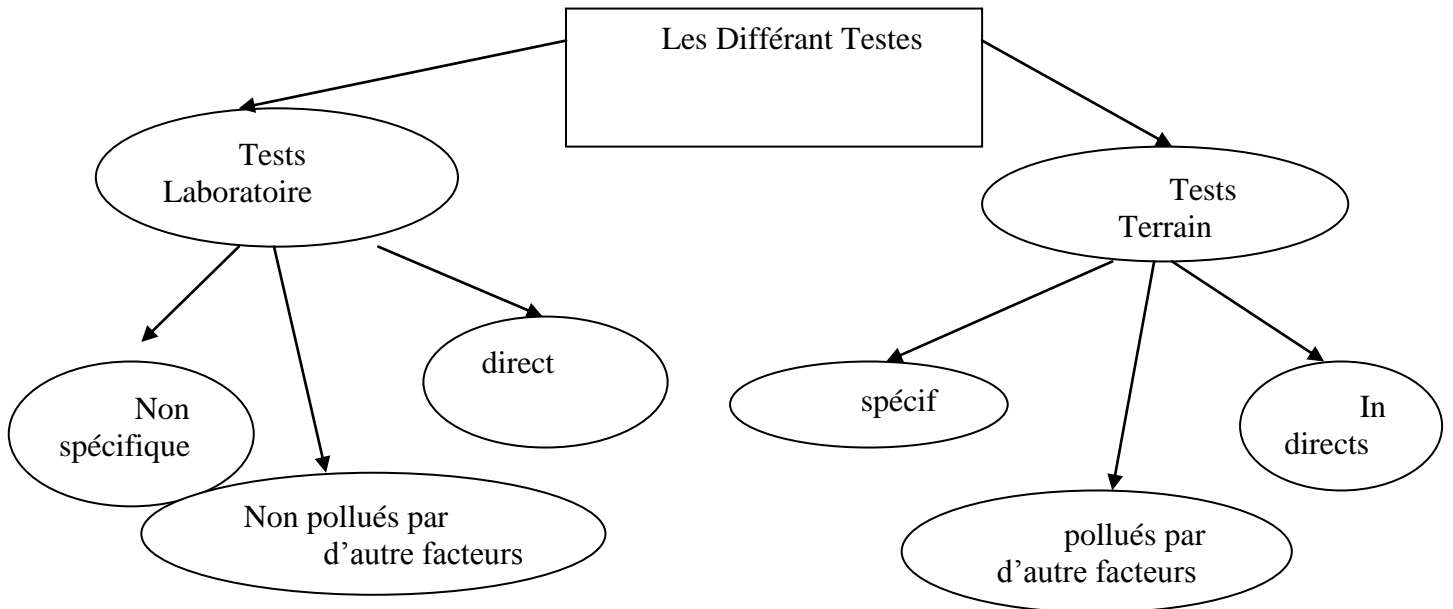 Les Différant Testes
Tests
Laboratoire
Tests
Terrain
Non
spécifique
Non pollués par
d’autre facteurs
direct
spécif
pollués par
d’autre facteurs
In
directs